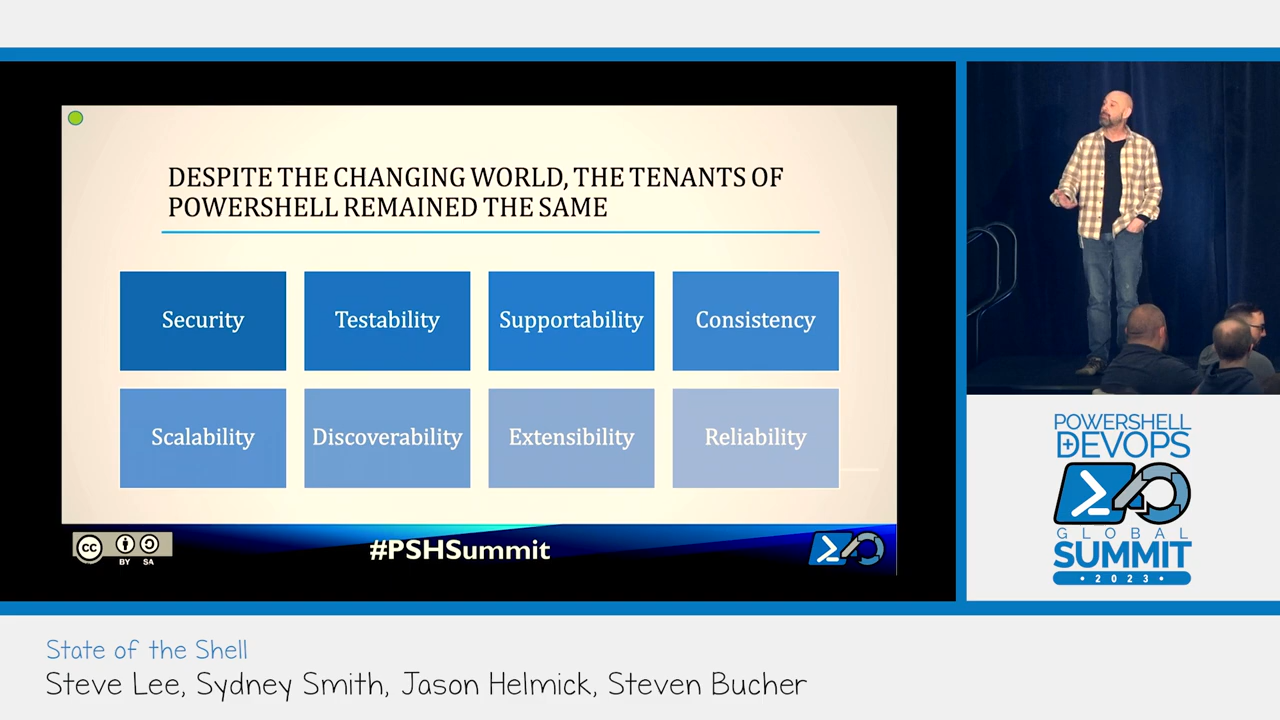 DESPITE THE CHANGING WORLD, THE TENANTS OF
POWERSHELL REMAINED THE SAME
Security
Testability
Supportability
Consistency
Scalability
Discoverability
Extensibility
Reliability
cc
BY SA
#PSHSummit
POWERSHELL
+DEVOPS
GLOBAL
SUMMIT
• 2023 •
State of the Shell
Steve Lee, Sydney Smith, Jason Helmick, Steven Bucher